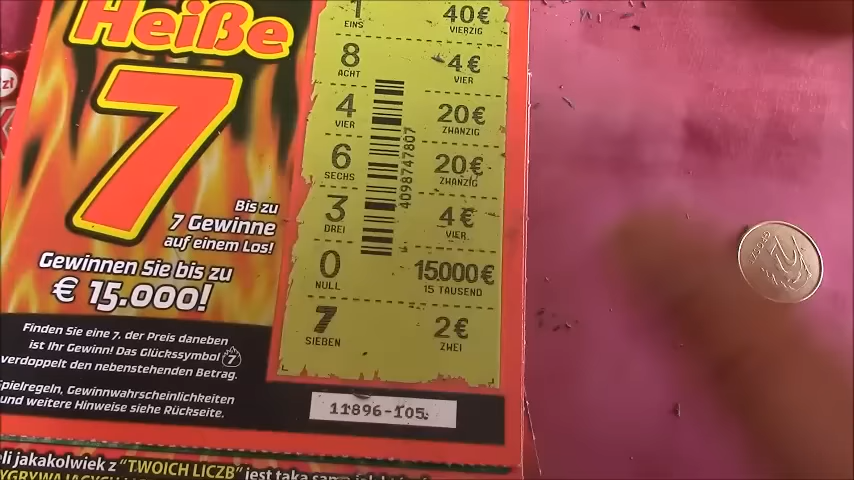 Heiße
7
Bis zu
7 Gewinne
auf einem Los!
Gewinnen Sie bis zu
€ 15.000!
Finden Sie eine 7, der Preis daneben
ist Ihr Gewinn! Das Glückssymbol 7
verdoppelt den nebenstehenden Betrag.
Spielregeln, Gewinnwahrscheinlichkeiten
und weitere Hinweise siehe Rückseite.
1 40€
EINS VIERZIG
8 4€
ACHT VIER
4 20€
VIER ZWANZIG
6 20€
SECHS ZWANZIG
3 4€
DREI VIER
0 15.000€
NULL 15 TAUSEND
7 2€
SIEBEN ZWEI
4098747807
11896-105
zł
2
GROSZY
jakakolwiek z "TWOICH LICZB" jest taka